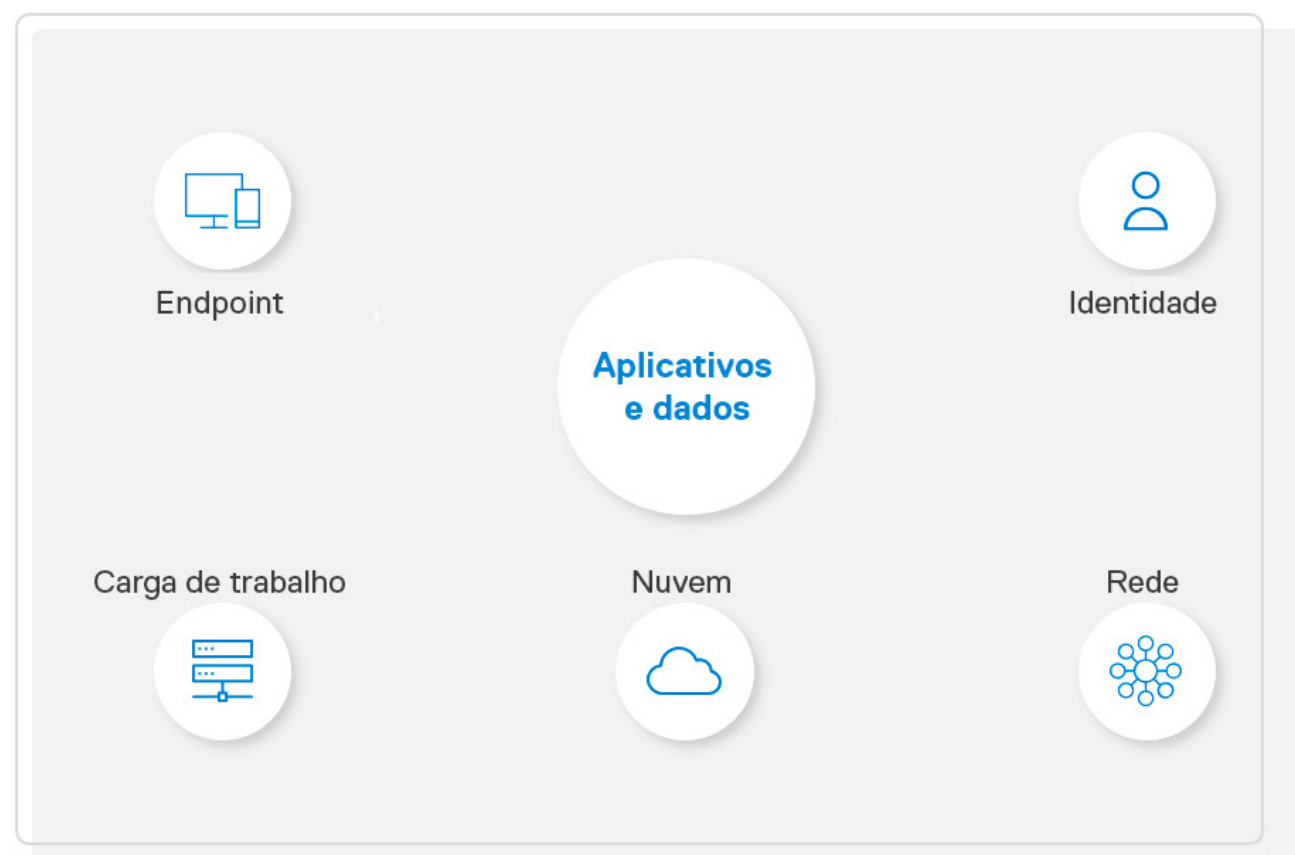 Endpoint
Identidade
Aplicativos
e dados
Carga de trabalho
Nuvem
Rede